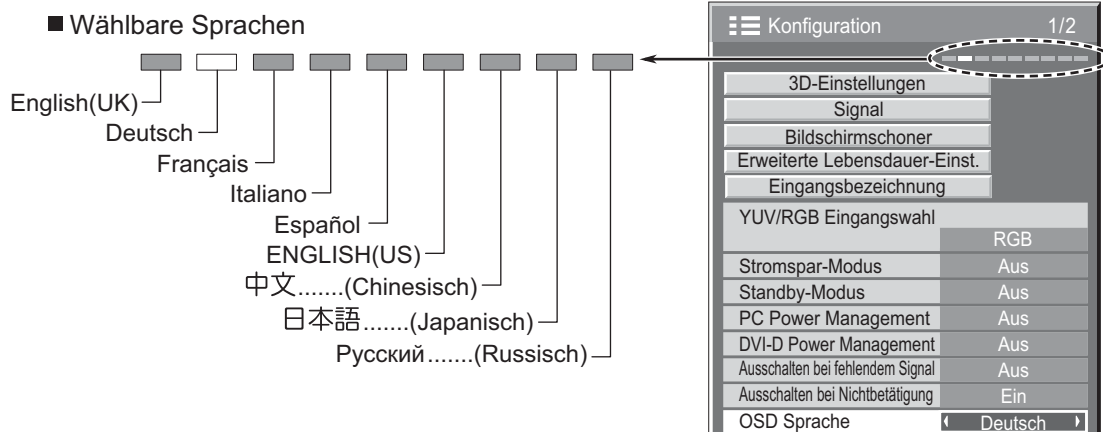 Wählbare Sprachen
English(UK)
Deutsch
Français
Italiano
Español
ENGLISH(US)
中文.......(Chinesisch)
日本語.......(Japanisch)
Русский.......(Russisch)
Konfiguration 1/2
3D-Einstellungen
Signal
Bildschirmschoner
Erweiterte Lebensdauer-Einst.
Eingangsbezeichnung
YUV/RGB Eingangswahl
RGB
Stromspar-Modus Aus
Standby-Modus Aus
PC Power Management Aus
DVI-D Power Management Aus
Ausschalten bei fehlendem Signal Aus
Ausschalten bei Nichtbetätigung Ein
OSD Sprache Deutsch